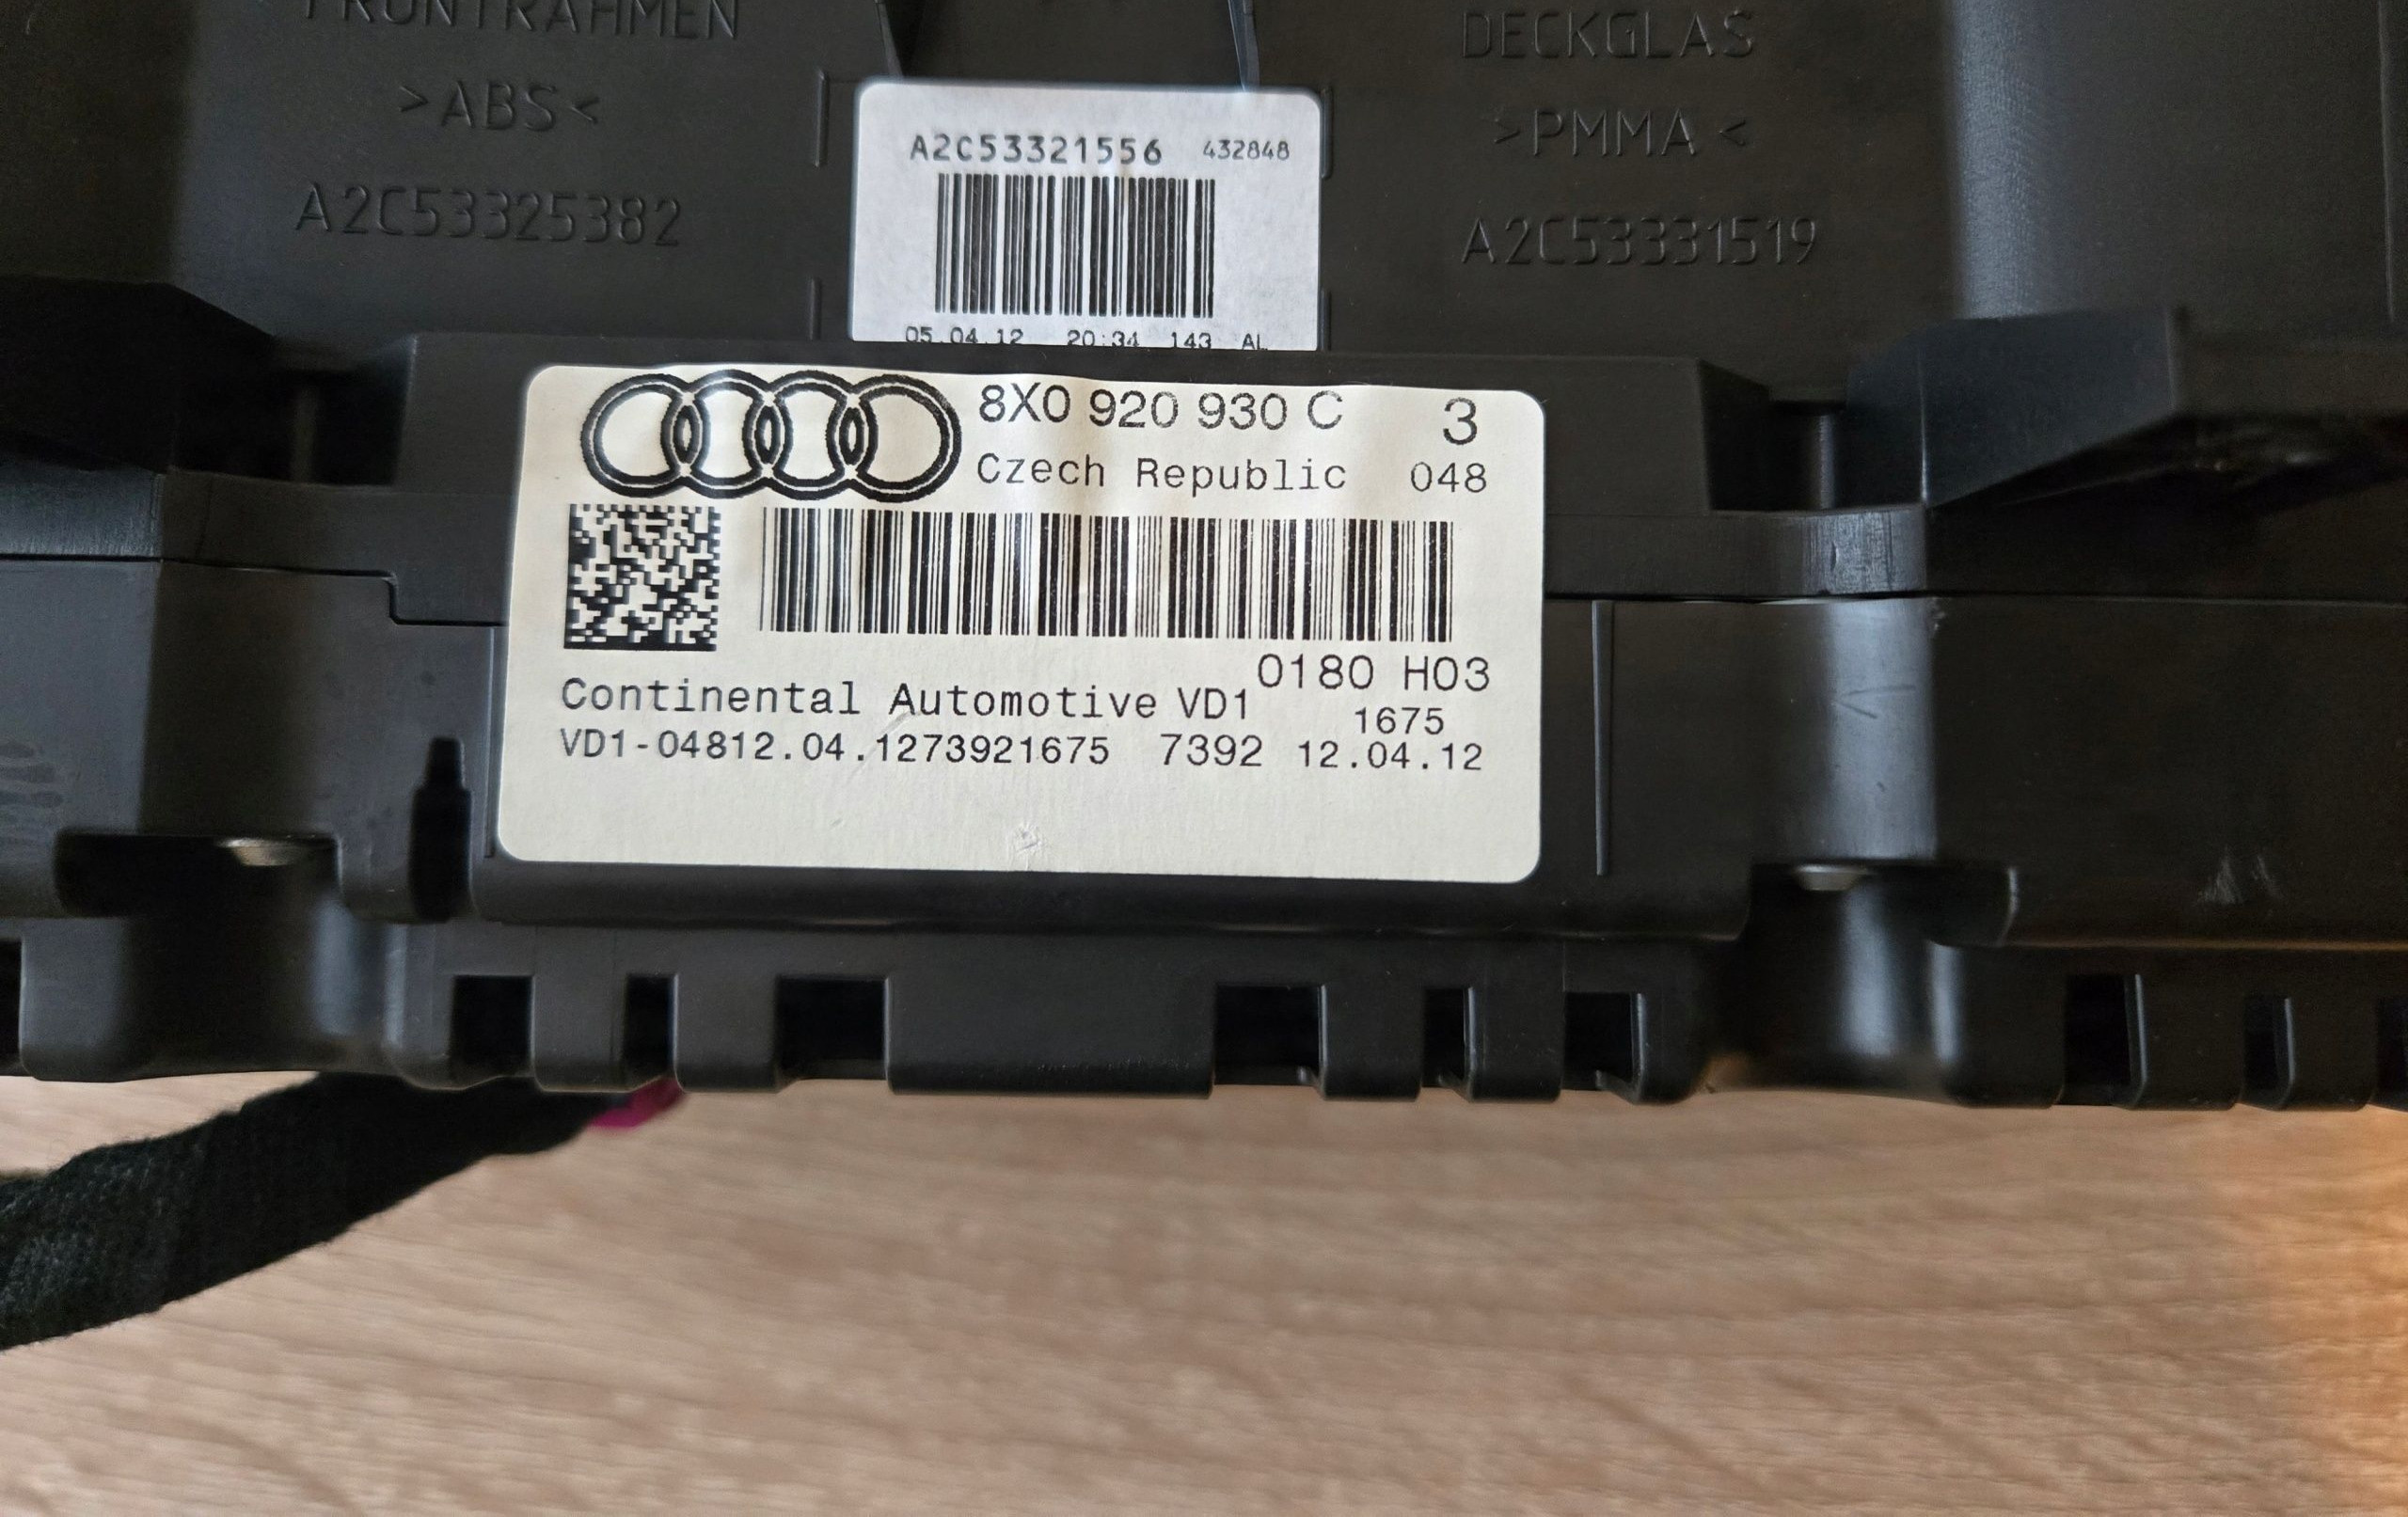 FRONTRAHMEN
>ABS<
A2C53325382
DECKGLAS
>PMMA<
A2C53331519
A2C53321556 432848
05.04.12 20:34 143 AL
8X0 920 930 C 3
Czech Republic 048
0180 H03
Continental Automotive VD1
1675
VD1-04812.04.1273921675 7392 12.04.12